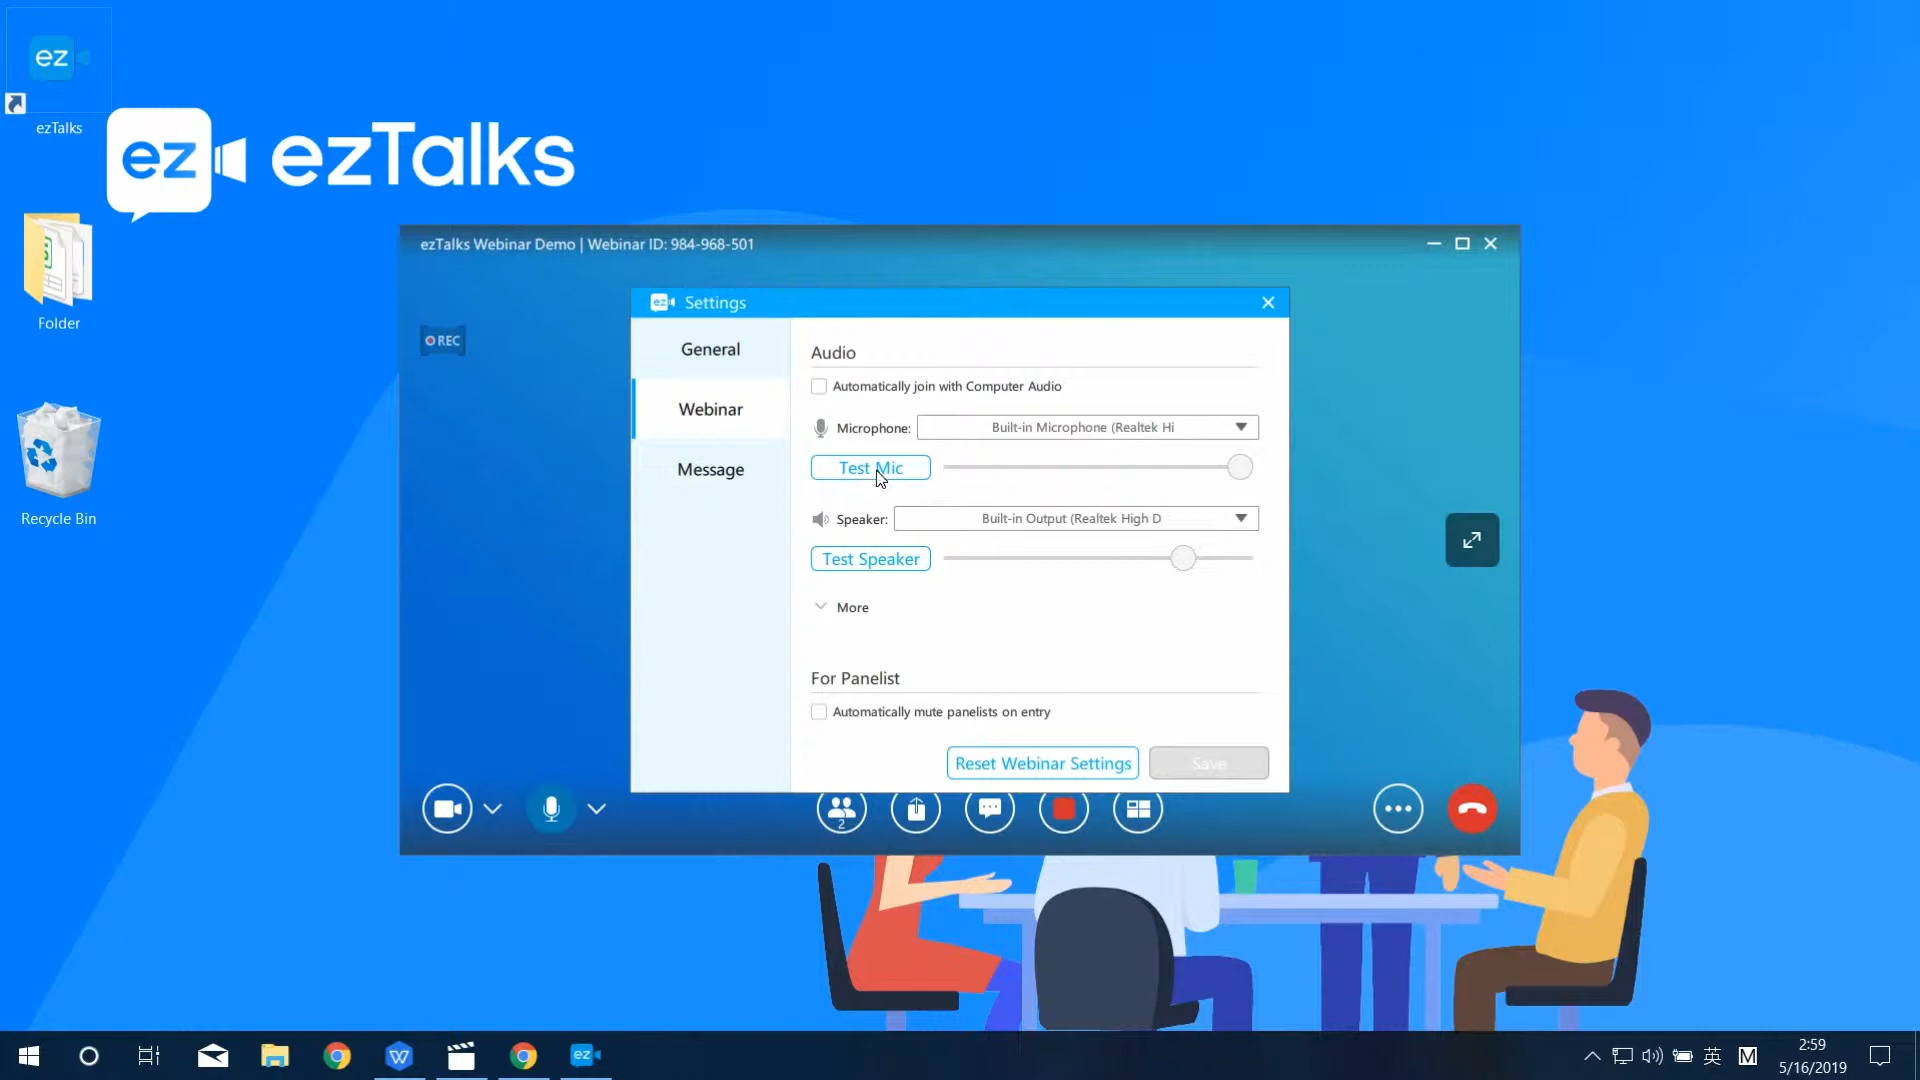 ez
ezTalks
ez ezTalks
Folder
Recycle Bin
ezTalks Webinar Demo | Webinar ID: 984-968-501
REC
ez Settings
General
Webinar
Message
Audio
Automatically join with Computer Audio
Microphone: Built-in Microphone (Realtek Hi
Test Mic
Speaker: Built-in Output (Realtek High D
Test Speaker
More
For Panelist
Automatically mute panelists on entry
Reset Webinar Settings Save
2
ez
英 M
2:59
5/16/2019